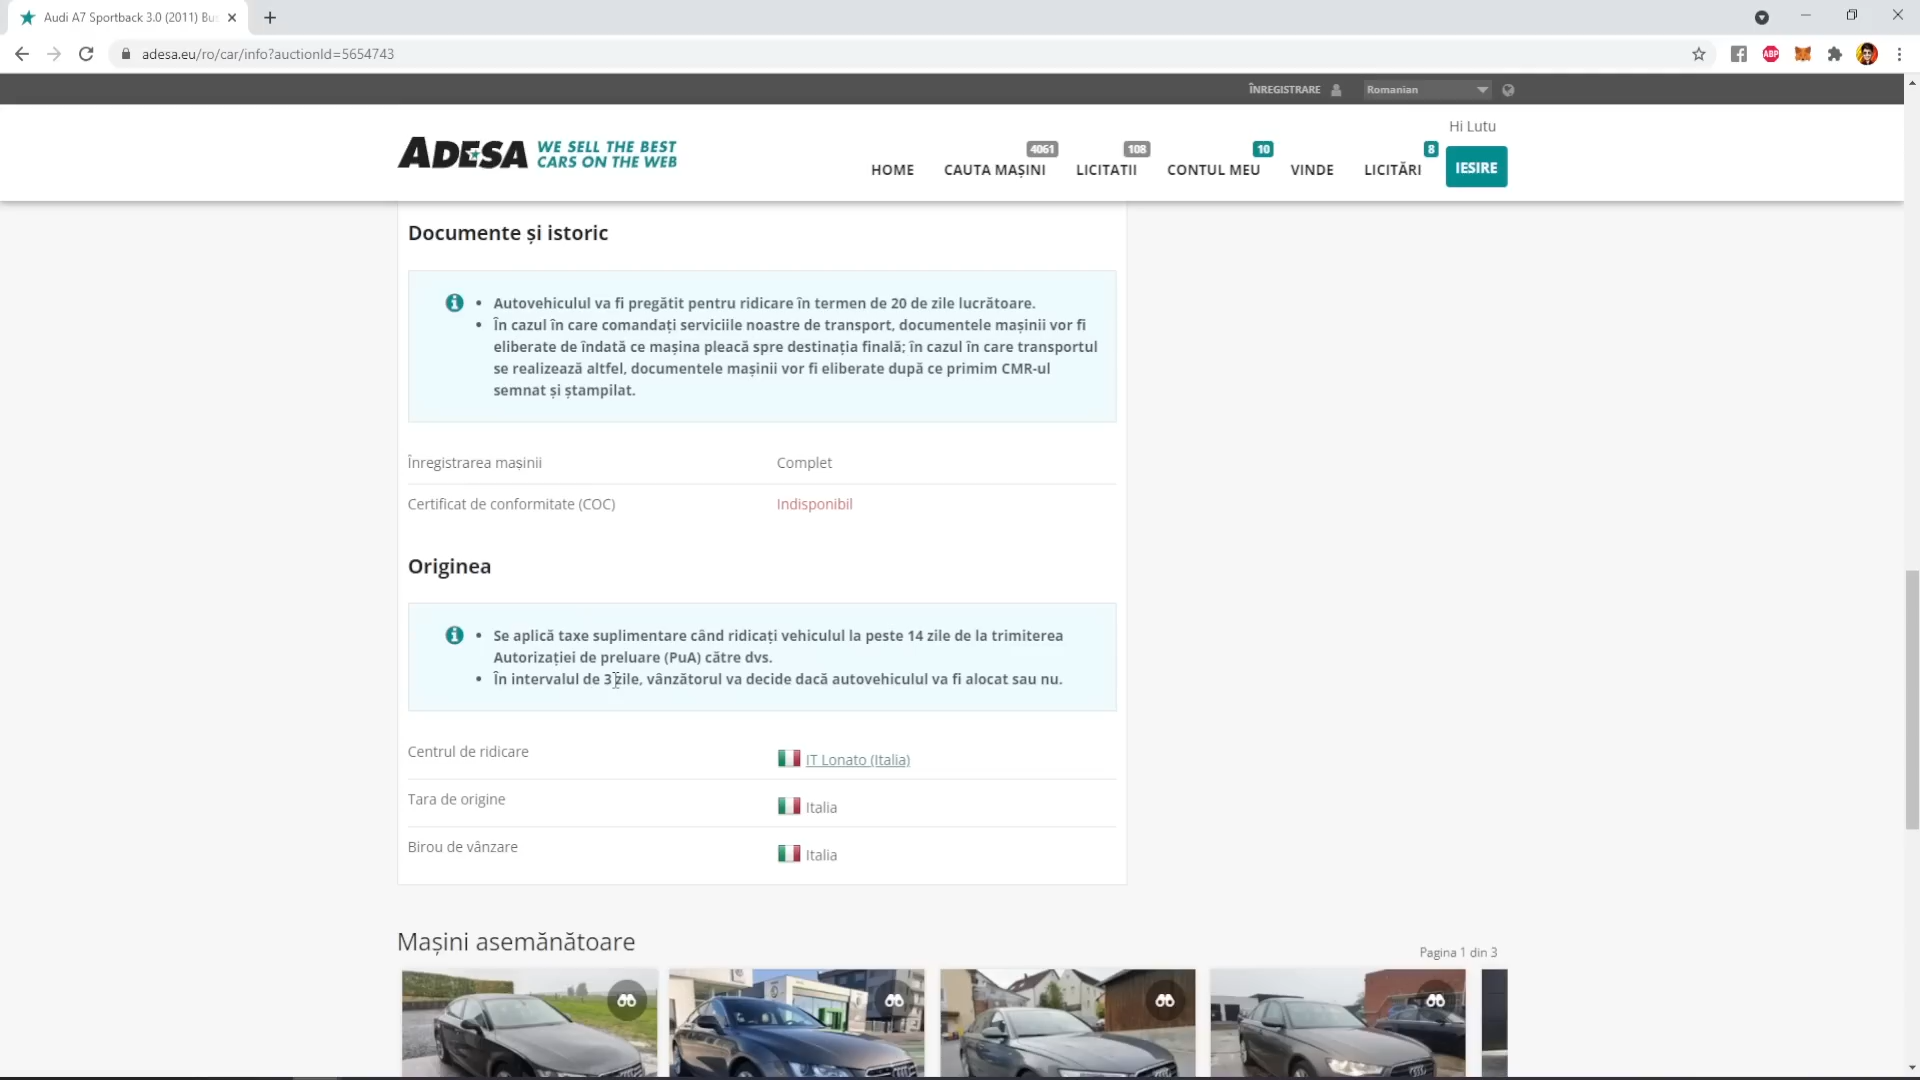 Audi A7 Sportback 3.0 (2011) Bu
adesa.eu/ro/car/info?auctionId=5654743
ABP
ÎNREGISTRARE
Romanian
Hi Lutu
ADESA
WE SELL THE BEST
CARS ON THE WEB
HOME
CAUTA MAȘINI
4061
LICITATII
108
CONTUL MEU
10
VINDE
LICITĂRI
8
IESIRE
Documente și istoric
• Autovehiculul va fi pregătit pentru ridicare în termen de 20 de zile lucrătoare.
• În cazul în care comandați serviciile noastre de transport, documentele mașinii vor fi
eliberate de îndată ce mașina pleacă spre destinația finală; în cazul în care transportul
se realizează altfel, documentele mașinii vor fi eliberate după ce primim CMR-ul
semnat și ștampilat.
Înregistrarea mașinii
Complet
Certificat de conformitate (COC)
Indisponibil
Originea
• Se aplică taxe suplimentare când ridicați vehiculul la peste 14 zile de la trimiterea
Autorizației de preluare (PuA) către dvs.
• În intervalul de 3 zile, vânzătorul va decide dacă autovehiculul va fi alocat sau nu.
Centrul de ridicare
IT Lonato (Italia)
Tara de origine
Italia
Birou de vânzare
Italia
Mașini asemănătoare
Pagina 1 din 3